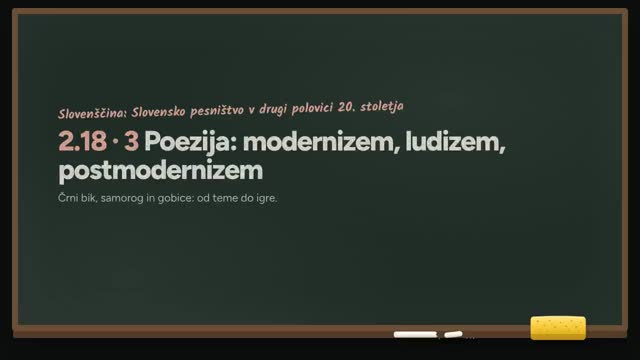 Slovenščina: Slovensko pesništvo v drugi polovici 20. stoletja
2.18 · 3 Poezija: modernizem, ludizem,
postmodernizem
Črni bik, samorog in gobice: od teme do igre.